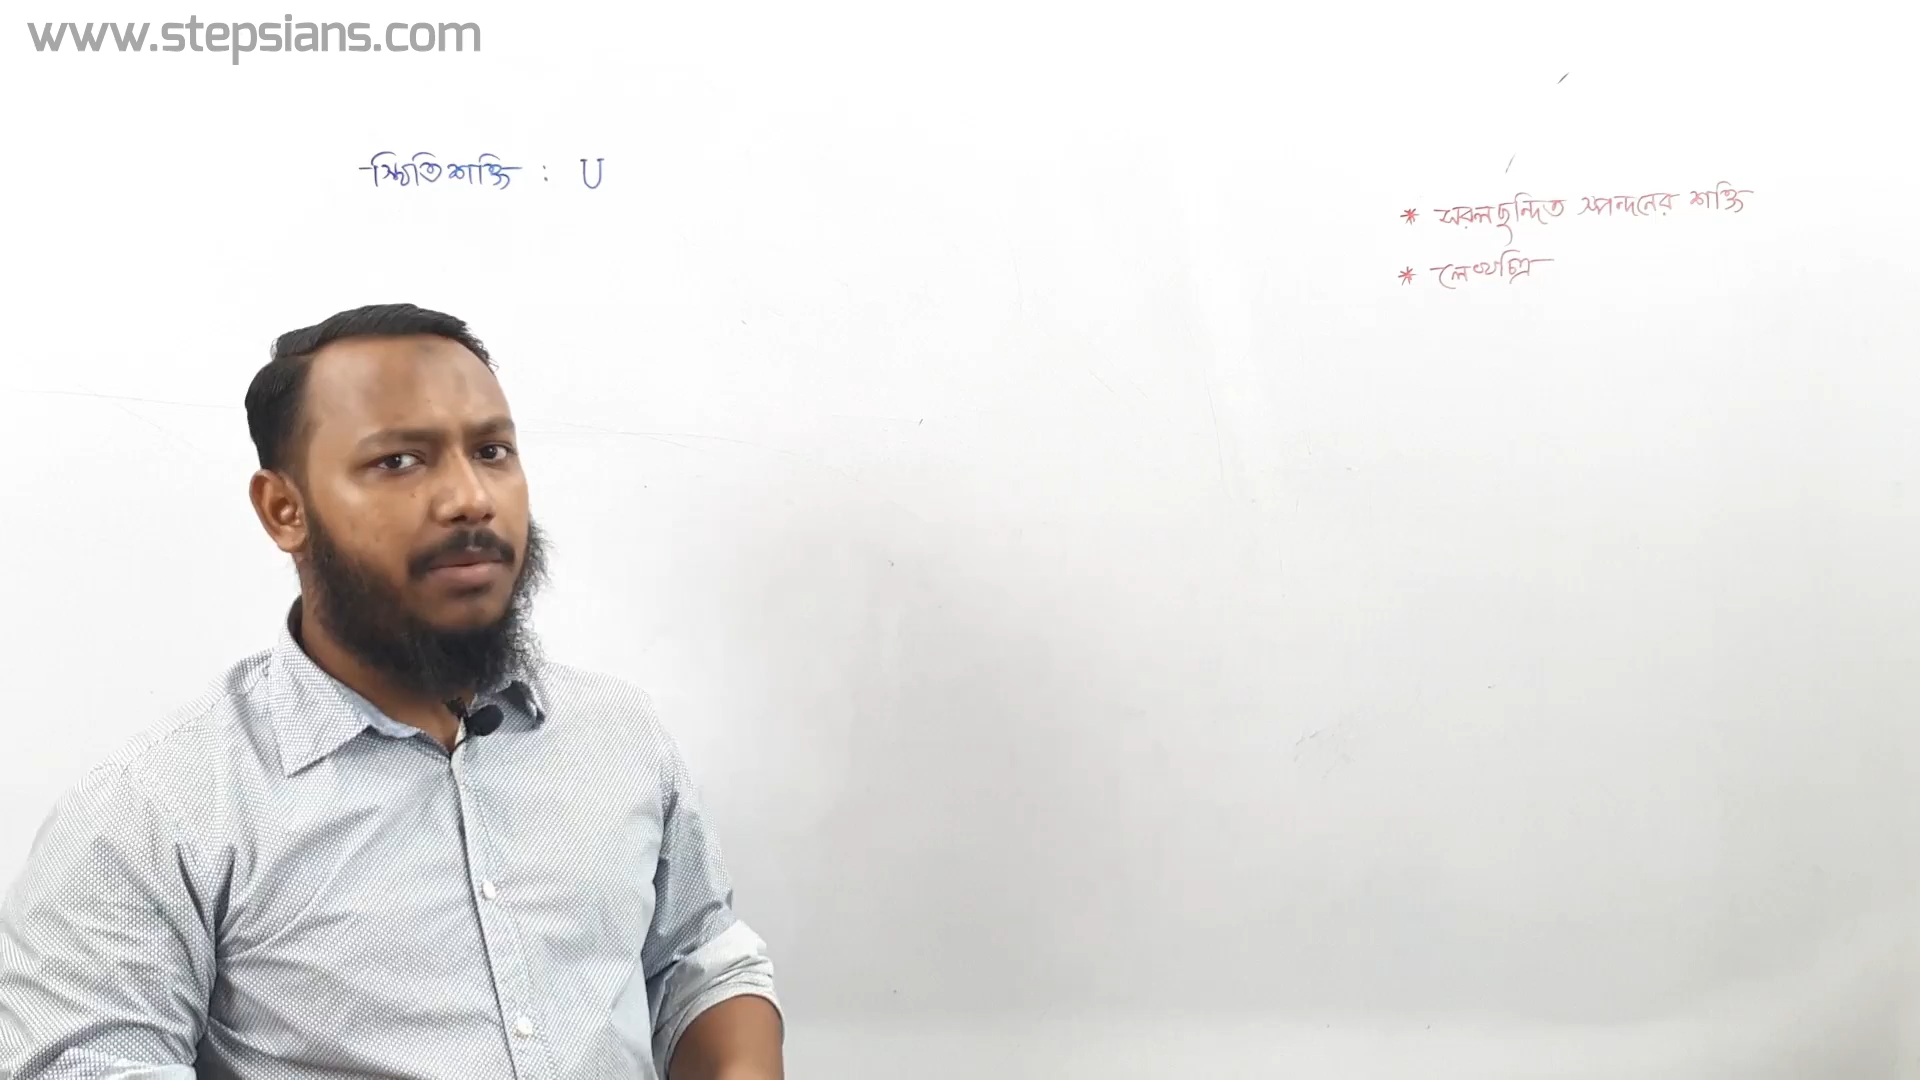 www.stepsians.com
স্থিতিশক্তি : U
* সরলছন্দিত স্পন্দনের শক্তি
* লেখচিত্র